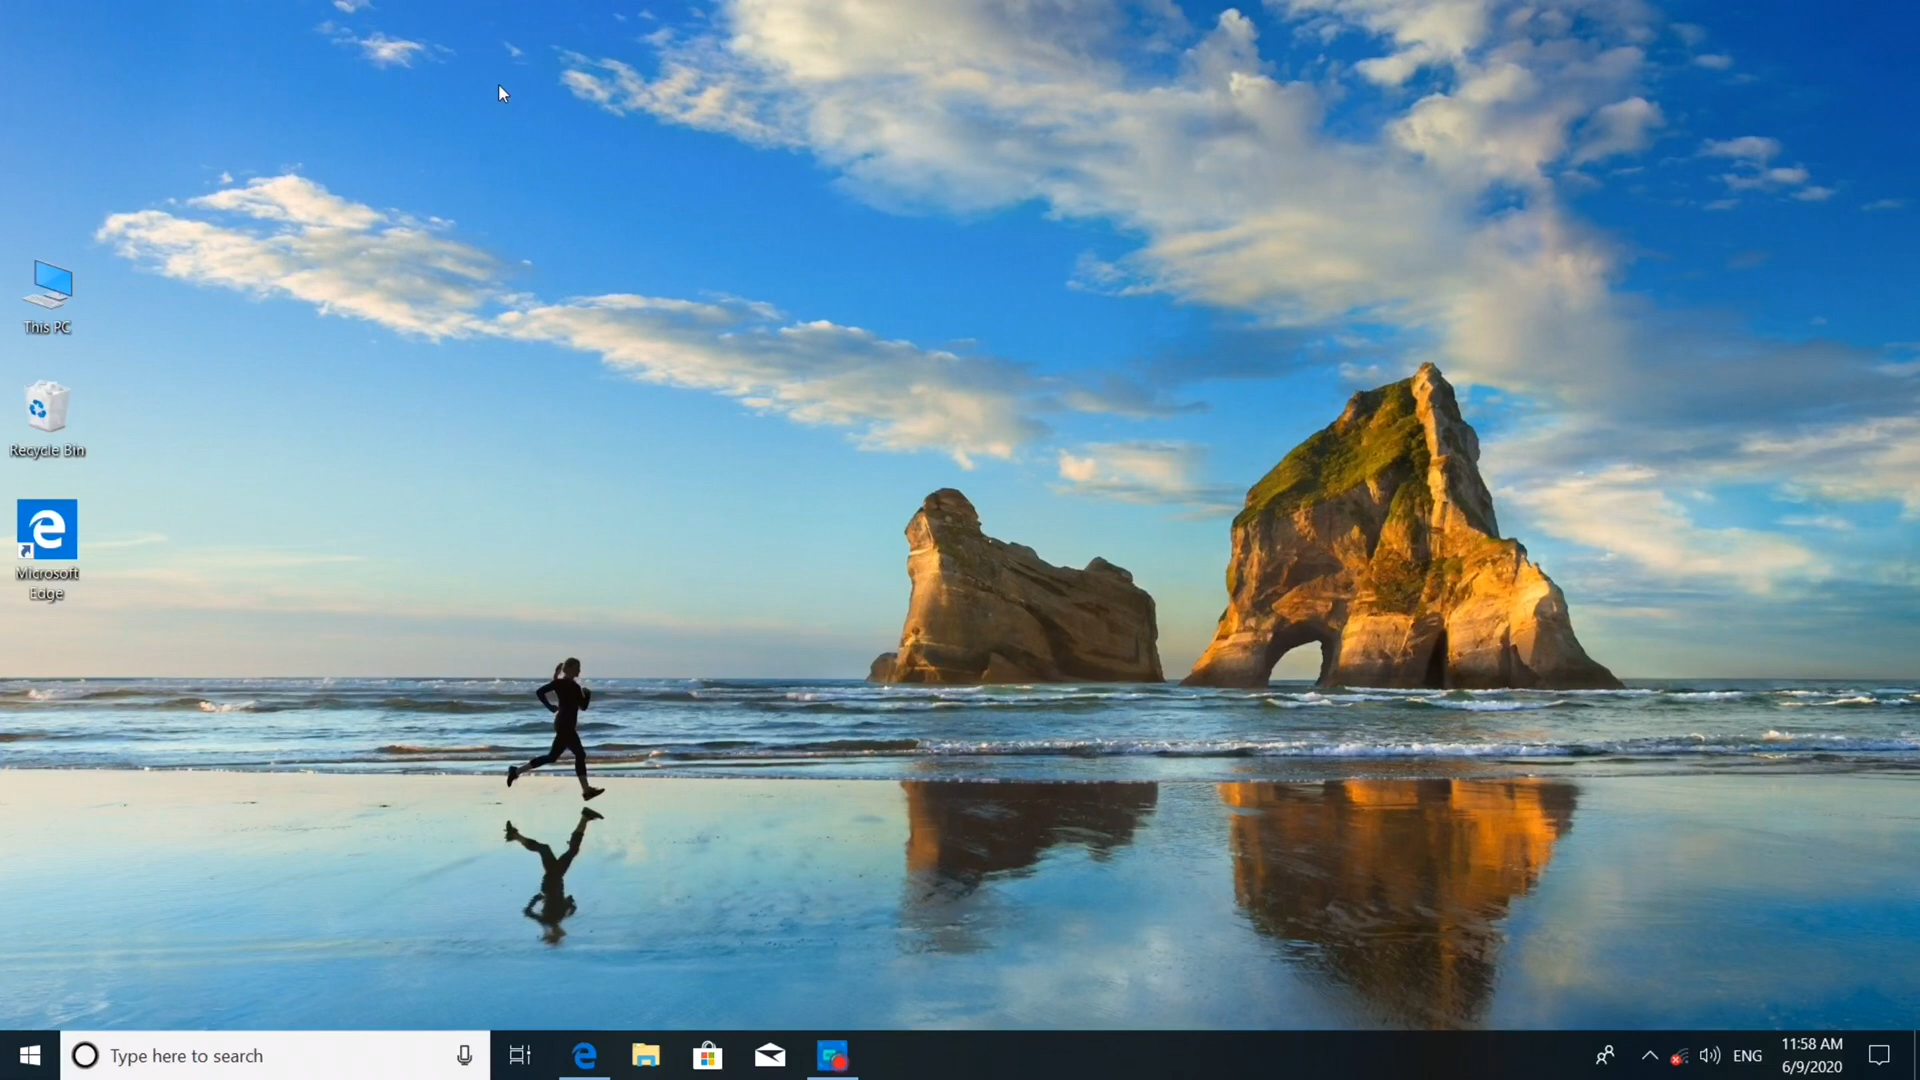 This PC
Recycle Bin
Microsoft
Edge
Type here to search
ENG
11:58 AM
6/9/2020